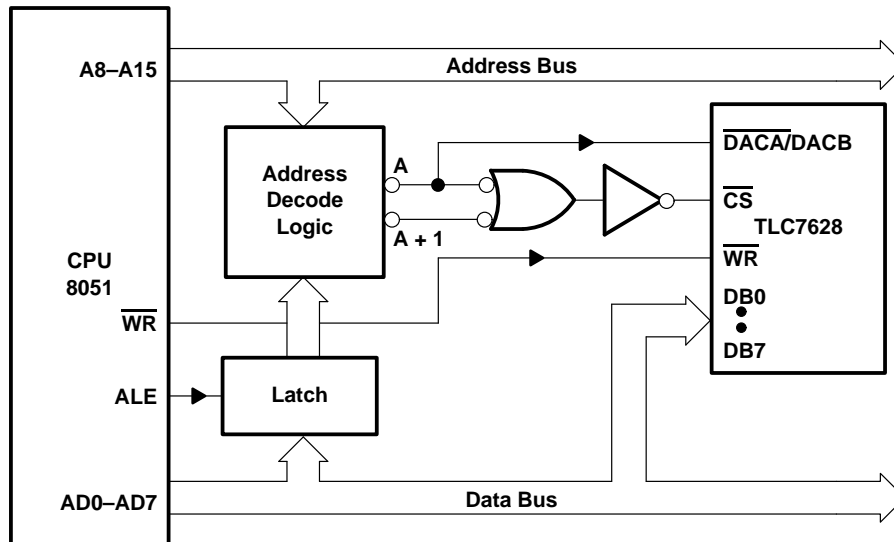 A8–A15
Address Bus
Address
Decode
Logic
A
A + 1
DACA/DACB
CS
TLC7628
WR
DB0
DB7
CPU
8051
WR
ALE
Latch
AD0–AD7
Data Bus